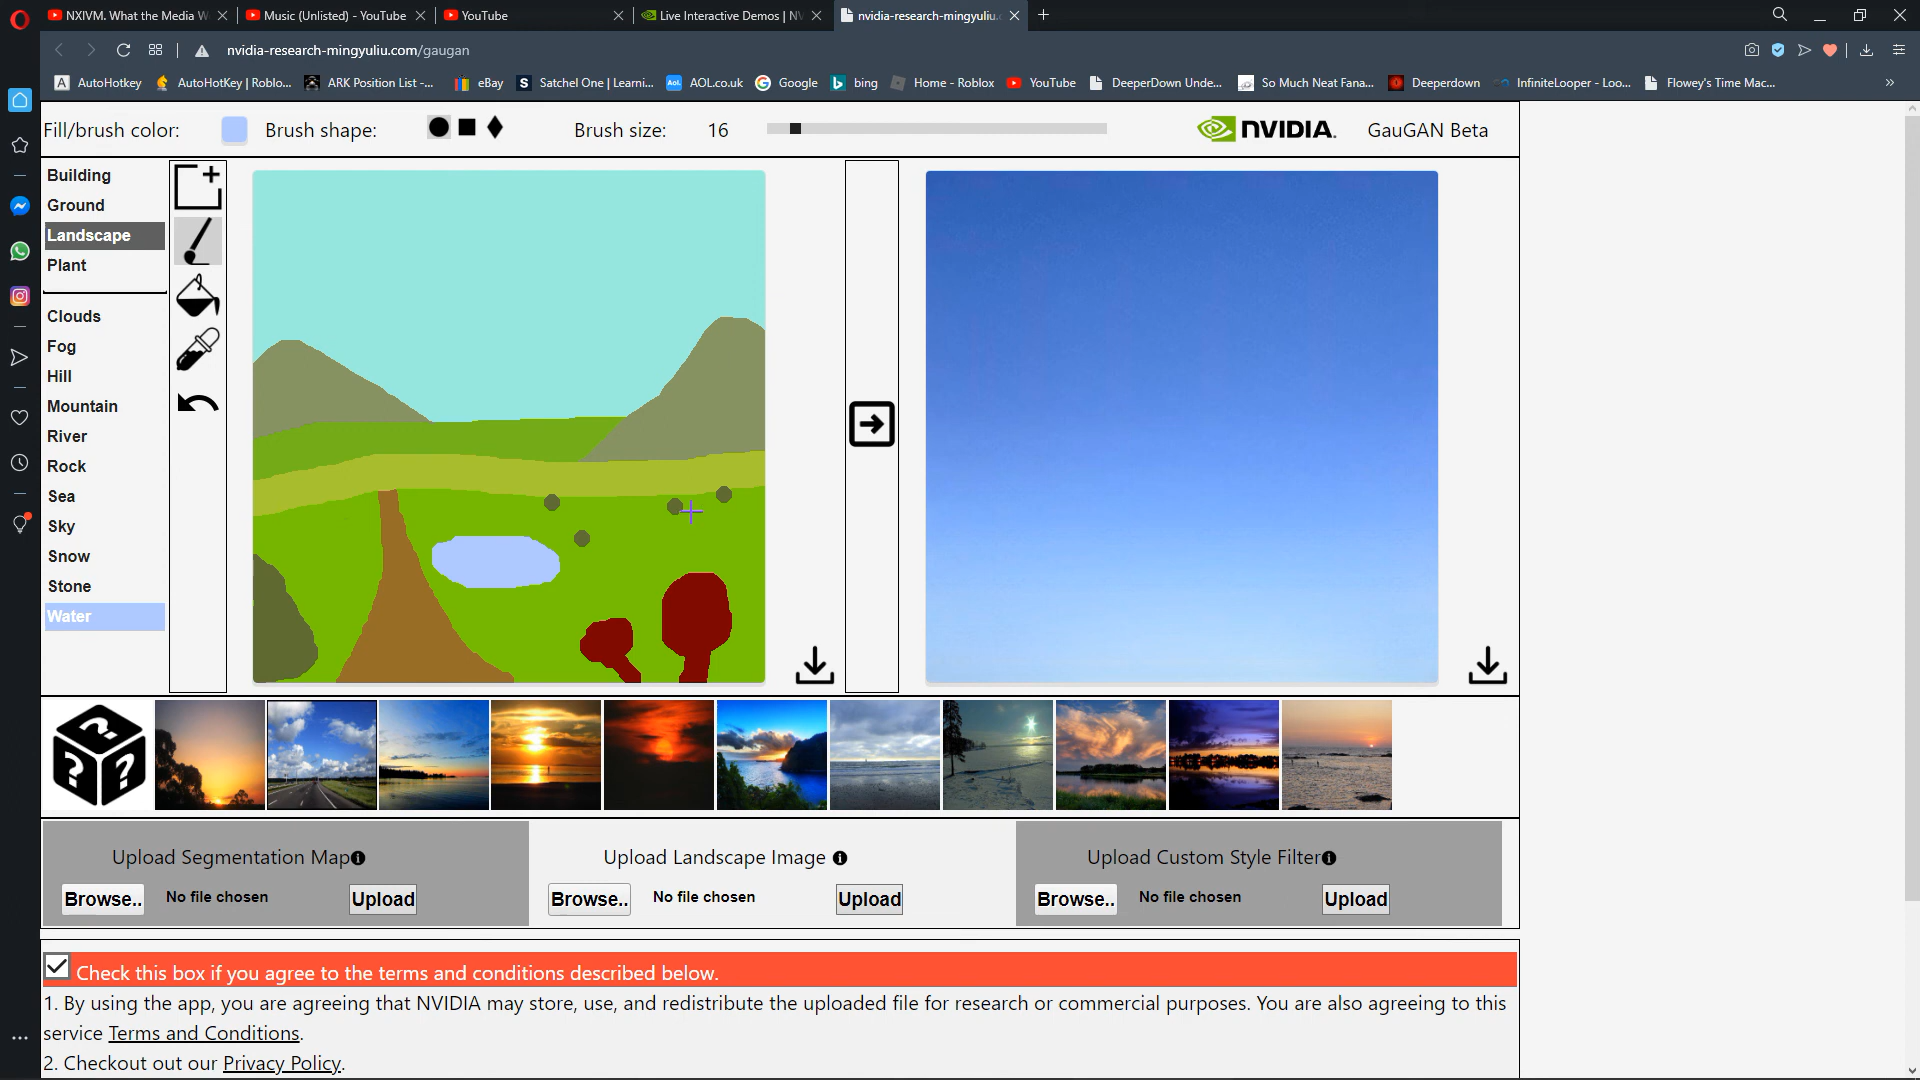 NXIVM. What the Media W
Music (Unlisted) - YouTube
YouTube
Live Interactive Demos | NV
nvidia-research-mingyuliu.c
nvidia-research-mingyuliu.com/gaugan
AutoHotkey
AutoHotKey | Roblo...
ARK Position List -...
eBay
Satchel One | Learni...
AOL.co.uk
Google
bing
Home - Roblox
YouTube
DeeperDown Unde...
So Much Neat Fana...
Deeperdown
InfiniteLooper - Loo...
Flowey's Time Mac...
Fill/brush color:
Brush shape:
Brush size:
16
NVIDIA.
GauGAN Beta
Building
Ground
Landscape
Plant
Clouds
Fog
Hill
Mountain
River
Rock
Sea
Sky
Snow
Stone
Water
Upload Segmentation Map
Browse..
No file chosen
Upload
Upload Landscape Image
Browse..
No file chosen
Upload
Upload Custom Style Filter
Browse..
No file chosen
Upload
Check this box if you agree to the terms and conditions described below.
1. By using the app, you are agreeing that NVIDIA may store, use, and redistribute the uploaded file for research or commercial purposes. You are also agreeing to this
service Terms and Conditions.
2. Checkout out our Privacy Policy.